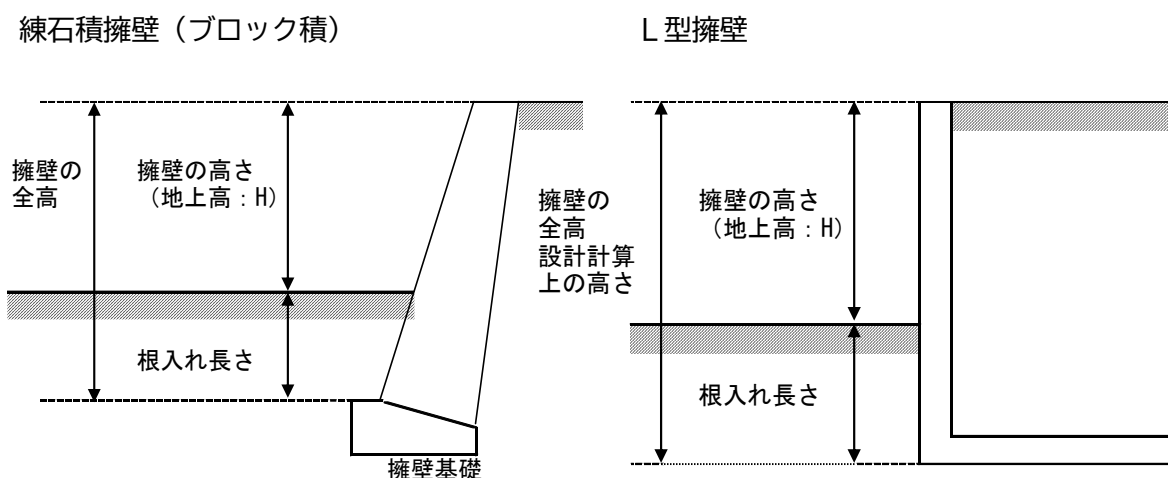 練石積擁壁（ブロック積）
擁壁の
全高
擁壁の高さ
（地上高：H）
根入れ長さ
擁壁基礎
Ｌ型擁壁
擁壁の
全高
設計計算
上の高さ
擁壁の高さ
（地上高：H）
根入れ長さ